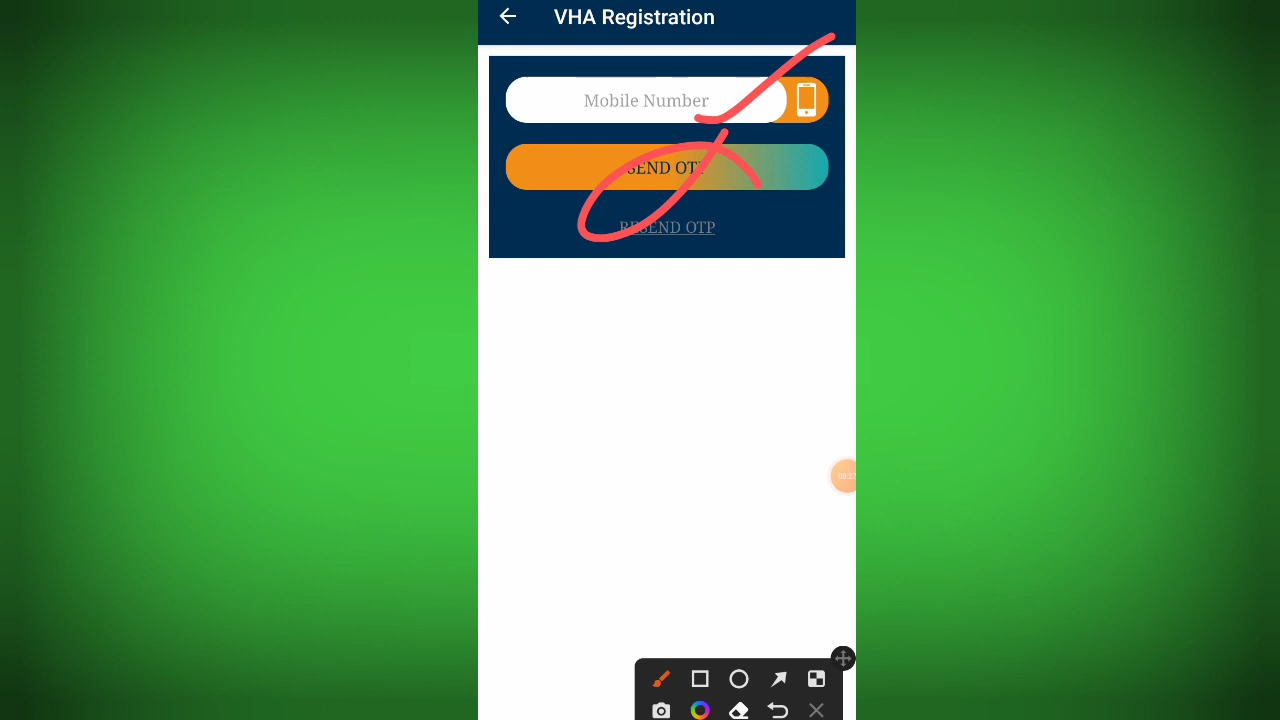 VHA Registration
Mobile Number
SEND OTP
RESEND OTP